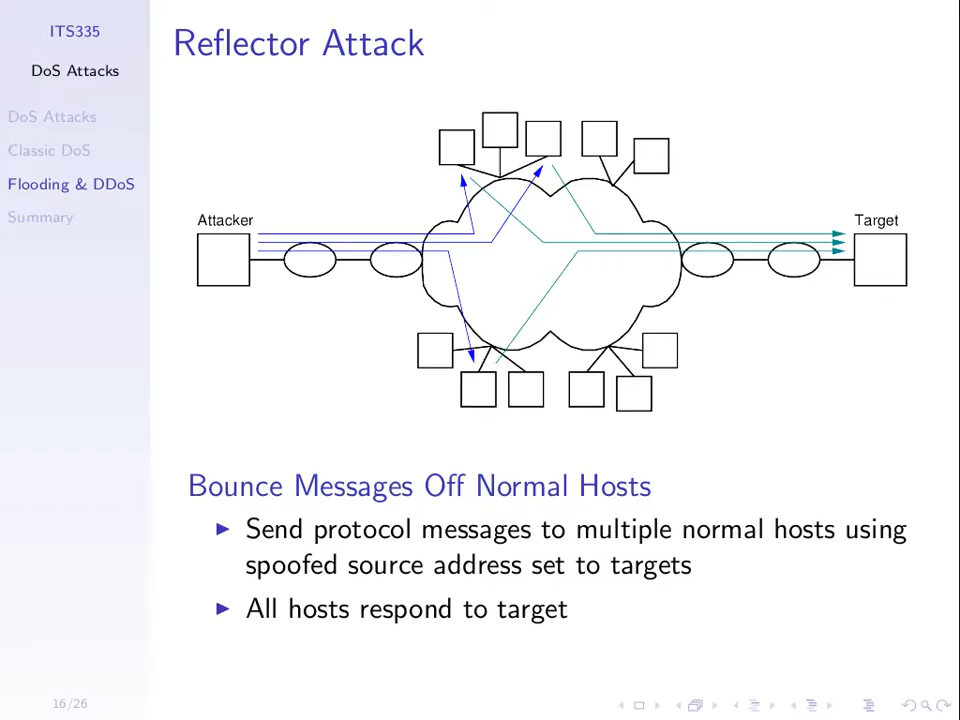 ITS335
DoS Attacks
DoS Attacks
Classic DoS
Flooding & DDoS
Summary
Reflector Attack
Attacker
Target
Bounce Messages Off Normal Hosts
Send protocol messages to multiple normal hosts using
spoofed source address set to targets
All hosts respond to target
16/26